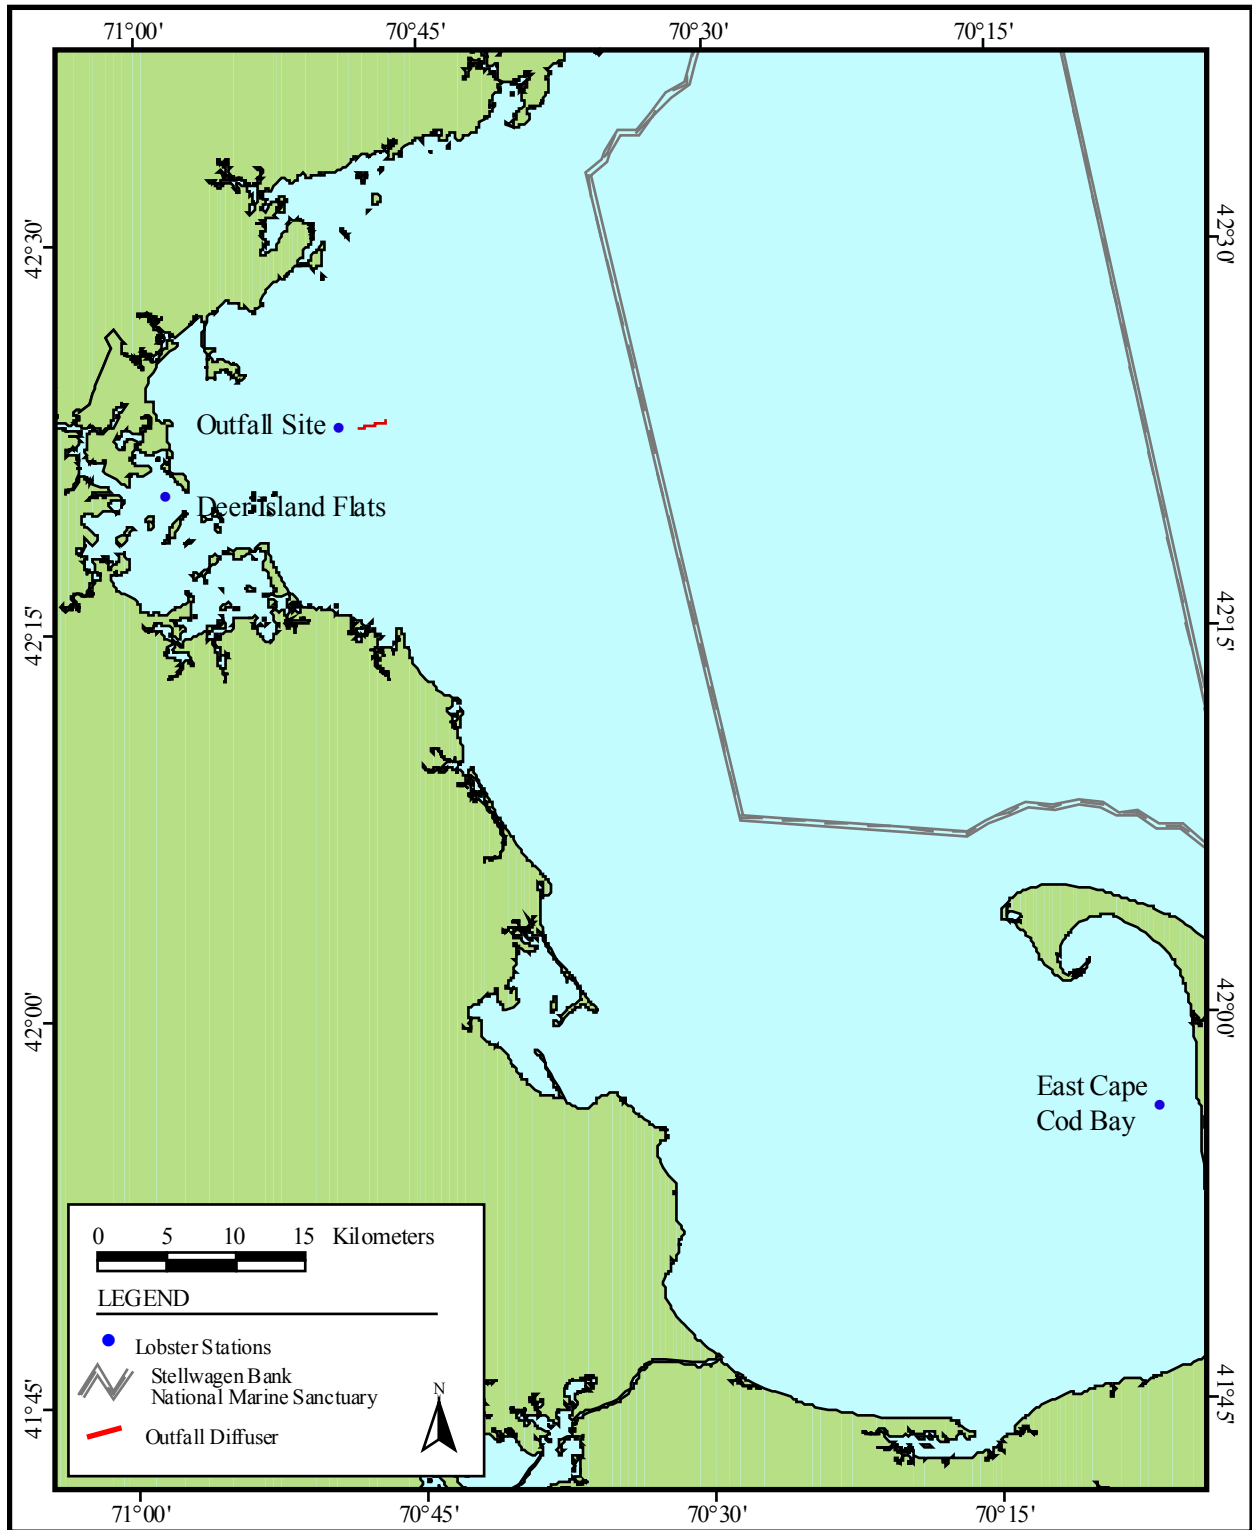 71°00' 70°45' 70°30' 70°15'
42°30' 42°30'
Outfall Site
Deer Island Flats
42°15' 42°15'
42°00' 42°00'
East Cape
Cod Bay
0 5 10 15 Kilometers
LEGEND
Lobster Stations
Stellwagen Bank
National Marine Sanctuary
N
Outfall Diffuser
41°45' 41°45'
71°00' 70°45' 70°30' 70°15'